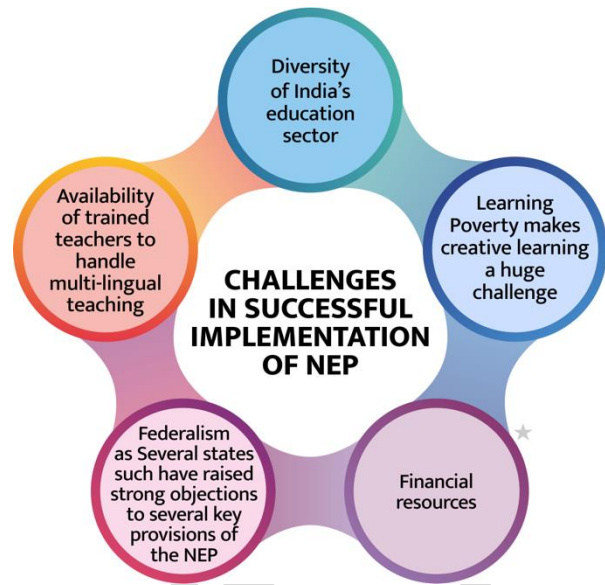 Diversity
of India's
education
sector
Learning
Poverty makes
creative learning
a huge
challenge
Financial
resources
Federalism
as Several states
such have raised
strong objections
to several key
provisions of
the NEP
Availability
of trained
teachers to
handle
multi-lingual
teaching
CHALLENGES
IN SUCCESSFUL
IMPLEMENTATION
OF NEP